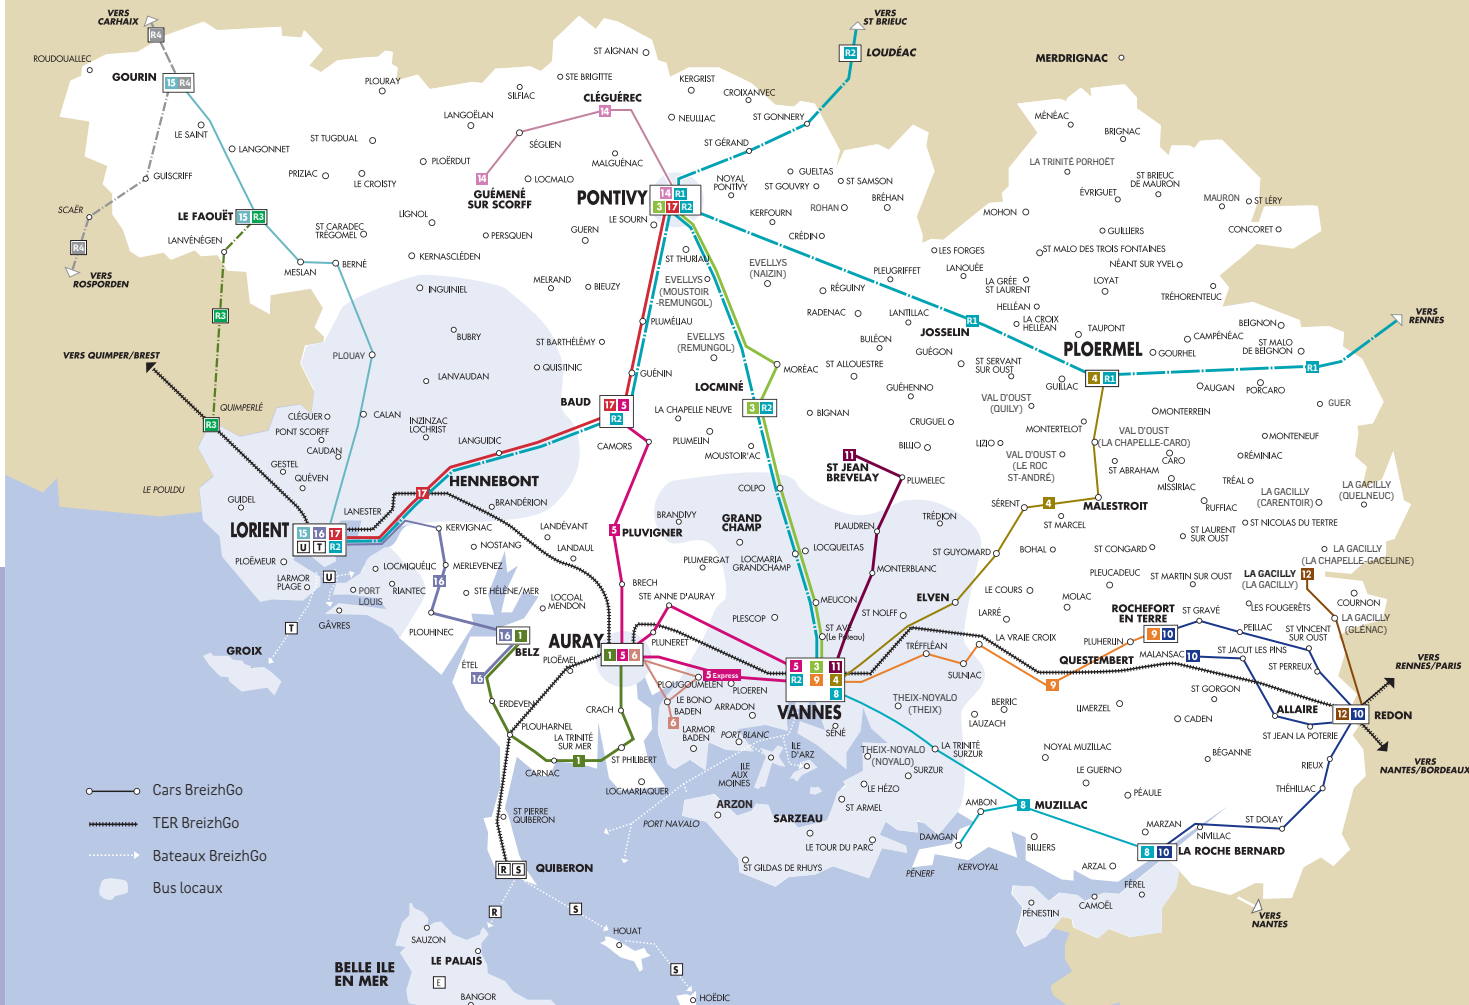 VERS
CARHAIX
R4
ROUDOUALLEC
GOURIN
15 R4
LE SAINT
LANGONNET
GUISCRIFF
SCAËR
R4
VERS
ROSPORDEN
LE FAOUËT
15 R3
LANVÉNÉGEN
MESLAN
BERNÉ
R3
VERS QUIMPER/BREST
QUIMPERLÉ
R3
PLOURAY
ST TUGDUAL
PRIZIAC
LE CROISTY
PLOËRDUT
LANGOËLAN
ST CARADEC
TRÉGOMEL
LIGNOL
KERNASCLÉDEN
PERSQUEN
INGUINIEL
BUBRY
PLOUAY
LANVAUDAN
CALAN
CLÉGUER
PONT SCORFF
CAUDAN
INZINZAC
LOCHRIST
GESTEL
QUÉVEN
GUIDEL
LE POULDU
ST AIGNAN
STE BRIGITTE
SILFIAC
CLÉGUÉREC
14
KERGRIST
CROIXANVEC
NEULLIAC
ST GONNERY
ST GÉRAND
SÉGLIEN
MALGUÉNAC
LOCMALO
14
GUÉMENÉ
SUR SCORFF
PONTIVY
14 R1
3 17 R2
NOYAL
PONTIVY
LE SOURN
GUERN
ST THURIAU
MELRAND
BIEUZY
EVELLYS
(MOUSTOIR
-REMUNGOL)
EVELLYS
(NAIZIN)
PLUMÉLIAU
ST BARTHÉLÉMY
EVELLYS
(REMUNGOL)
QUISTINIC
GUÉNIN
MORÉAC
VERS
ST BRIEUC
R2
LOUDÉAC
MERDRIGNAC
GUELTAS
ST GOUVRY
ST SAMSON
ROHAN
BRÉHAN
KERFOURN
CRÉDIN
PLEUGRIFFET
LES FORGES
LANOUÉE
RÉGUINY
RADENAC
LANTILLAC
BULÉON
R1
JOSSELIN
GUÉGON
ST ALLOUESTRE
GUÉHENNO
CRUGUEL
BILLIO
BIGNAN
MÉNÉAC
BRIGNAC
LA TRINITÉ PORHOËT
ÉVRIGUET
ST BRIEUC
DE MAURON
MAURON
ST LÉRY
MOHON
GUILLIERS
CONCORET
ST MALO DES TROIS FONTAINES
NÉANT SUR YVEL
LA GRÉE
ST LAURENT
LOYAT
TRÉHORENTEUC
HELLÉAN
LA CROIX
HELLÉAN
TAUPONT
PLOERMEL
4 R1
GOURHEL
CAMPÉNÉAC
BEIGNON
ST MALO
DE BEIGNON
R1
VERS
RENNES
ST SERVANT
SUR OUST
GUILLAC
AUGAN
PORCARO
GUER
VAL D'OUST
(QUILY)
MONTERTELOT
MONTERREIN
VAL D'OUST
(LA CHAPELLE-CARO)
LIZIO
VAL D'OUST
(LE ROC
ST-ANDRÉ)
CARO
MONTENEUF
RÉMINIAC
ST ABRAHAM
MISSIRIAC
TRÉAL
LA GACILLY
(QUELNEUC)
LA GACILLY
(CARENTOIR)
BAUD
17 5
R2
LOCMINÉ
3 R2
LA CHAPELLE NEUVE
PLUMELIN
CAMORS
MOUSTOIR'AC
LANGUIDIC
HENNEBONT
17
BRANDÉRION
11
ST JEAN
BREVELAY
PLUMELEC
COLPO
SÉRENT
4
MALESTROIT
ST MARCEL
RUFFIAC
ST NICOLAS DU TERTRE
ST LAURENT
SUR OUST
LORIENT
15 16 17
U T R2
LANESTER
KERVIGNAC
NOSTANG
MERLEVENEZ
LANDÉVANT
LANDAUL
5
PLUVIGNER
BRANDIVY
GRAND
CHAMP
PLAUDREN
TRÉDION
LOCQUELTAS
LOCMARIA
GRANDCHAMP
ST GUYOMARD
BOHAL
ST CONGARD
LA GACILLY
(LA CHAPELLE-GACELINE)
PLOËMEUR
LARMOR
PLAGE
LOCMIQUÉLIC
U
PORT
LOUIS
RIANTEC
16
STE HÉLÈNE/MER
LOCOAL
MENDON
BRECH
PLUMERGAT
MONTERBLANC
STE ANNE D'AURAY
MEUCON
ELVEN
LE COURS
PLEUCADEUC
ST MARTIN SUR OUST
LA GACILLY
(LA GACILLY)
12
COURNON
LA GACILLY
(GLÉNAC)
GÂVRES
T
PLOUHINEC
16 1
BELZ
AURAY
1 5 6
PLUNERET
PLESCOP
ST NOLFF
ST AVÉ
(Le Poteau)
LARRÉ
MOLAC
ROCHEFORT
EN TERRE
9 10
ST GRAVÉ
LES FOUGERÊTS
PEILLAC
ST VINCENT
SUR OUST
GROIX
ÉTEL
16
PLOËMEL
5 Express
PLOUGOUMELEN
PLOEREN
5 3 11
R2 9 4
8
VANNES
TREFFLÉAN
LA VRAIE CROIX
SULNIAC
PLUHERLIN
QUESTEMBERT
MALANSAC
10
ST JACUT LES PINS
ST PERREUX
9
VERS
RENNES/PARIS
ERDEVEN
CRACH
LE BONO
BADEN
6
ARRADON
LARMOR
BADEN
PORT BLANC
SÉNÉ
THEIX-NOYALO
(THEIX)
BERRIC
LAUZACH
LIMERZEL
ST GORGON
CADEN
ALLAIRE
12 10
REDON
ST JEAN LA POTERIE
PLOUHARNEL
LA TRINITÉ
SUR MER
1
CARNAC
ST PHILIBERT
LOCMARIAQUER
ILE
D'ARZ
ILE
AUX
MOINES
THEIX-NOYALO
(NOYALO)
LA TRINITÉ
SURZUR
SURZUR
NOYAL MUZILLAC
LE GUERNO
BÉGANNE
RIEUX
VERS
NANTES/BORDEAUX
LE HÉZO
ARZON
ST ARMEL
SARZEAU
AMBON
8
MUZILLAC
PÉAULE
THÉHILLAC
ST PIERRE
QUIBERON
PORT NAVALO
LE TOUR DU PARC
DAMGAN
BILLIERS
MARZAN
NIVILLAC
ST DOLAY
8 10
LA ROCHE BERNARD
R S
QUIBERON
ST GILDAS DE RHUYS
PÉNERF
KERVOYAL
ARZAL
FÉREL
CAMOËL
PÉNESTIN
VERS
NANTES
R
S
SAUZON
HOUAT
LE PALAIS
BELLE ILE
EN MER
E
S
BANGOR
HOËDIC
Cars BreizhGo
TER BreizhGo
Bateaux BreizhGo
Bus locaux